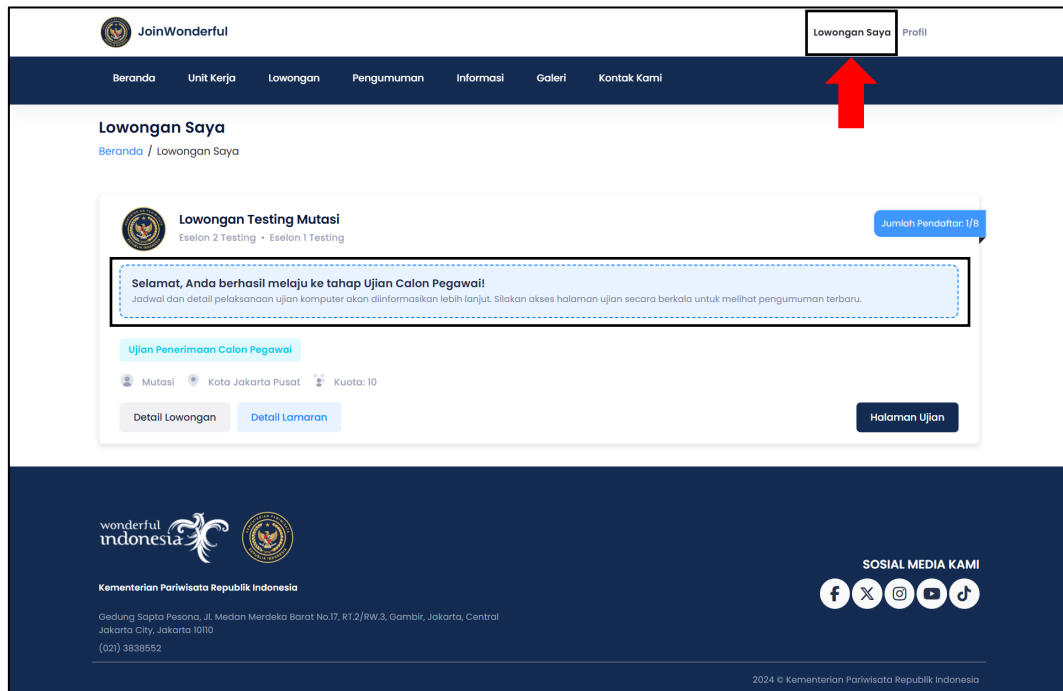 JoinWonderful
Lowongan Saya Profil
Beranda Unit Kerja Lowongan Pengumuman Informasi Galeri Kontak Kami
Lowongan Saya
Beranda / Lowongan Saya
Lowongan Testing Mutasi
Eselon 2 Testing • Eselon 1 Testing
Jumlah Pendaftar: 1/8
Selamat, Anda berhasil melaju ke tahap Ujian Calon Pegawai!
Jadwal dan detail pelaksanaan ujian komputer akan diinformasikan lebih lanjut. Silakan akses halaman ujian secara berkala untuk melihat pengumuman terbaru.
Ujian Penerimaan Calon Pegawai
Mutasi Kota Jakarta Pusat Kuota: 10
Detail Lowongan Detail Lamaran Halaman Ujian
wonderful
indonesia
SOSIAL MEDIA KAMI
Kementerian Pariwisata Republik Indonesia
Gedung Sapta Pesona, Jl. Medan Merdeka Barat No.17, RT.2/RW.3, Gambir, Jakarta, Central
Jakarta City, Jakarta 10110
(021) 3838552
2024 © Kementerian Pariwisata Republik Indonesia